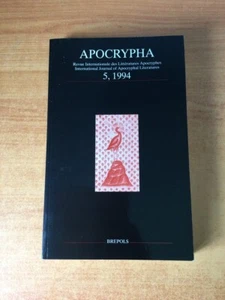 APOCRYPHA
Revue Internationale des Littératures Apocryphes
International Journal of Apocryphal Literatures
5, 1994
BREPOLS